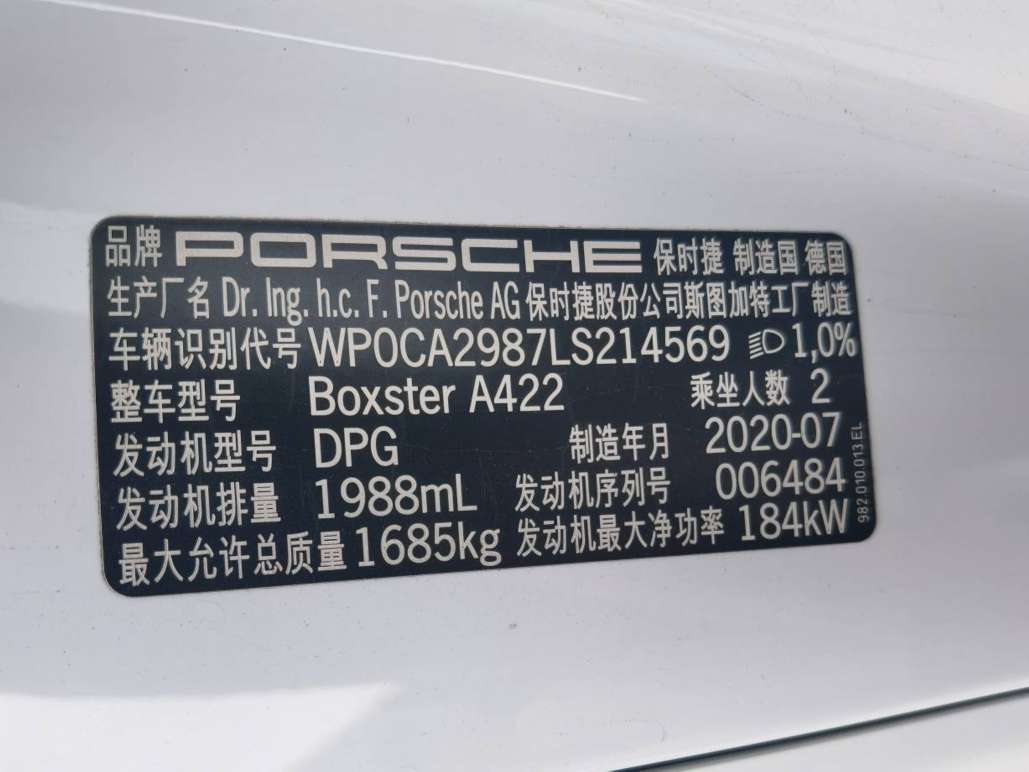 品牌 PORSCHE 保时捷 制造国 德国
生产厂名 Dr. Ing. h.c. F. Porsche AG 保时捷股份公司斯图加特工厂制造
车辆识别代号 WP0CA2987LS214569 1,0%
整车型号 Boxster A422 乘坐人数 2
发动机型号 DPG 制造年月 2020-07
发动机排量 1988mL 发动机序列号 006484
最大允许总质量 1685kg 发动机最大净功率 184kW
982.010.013.EL